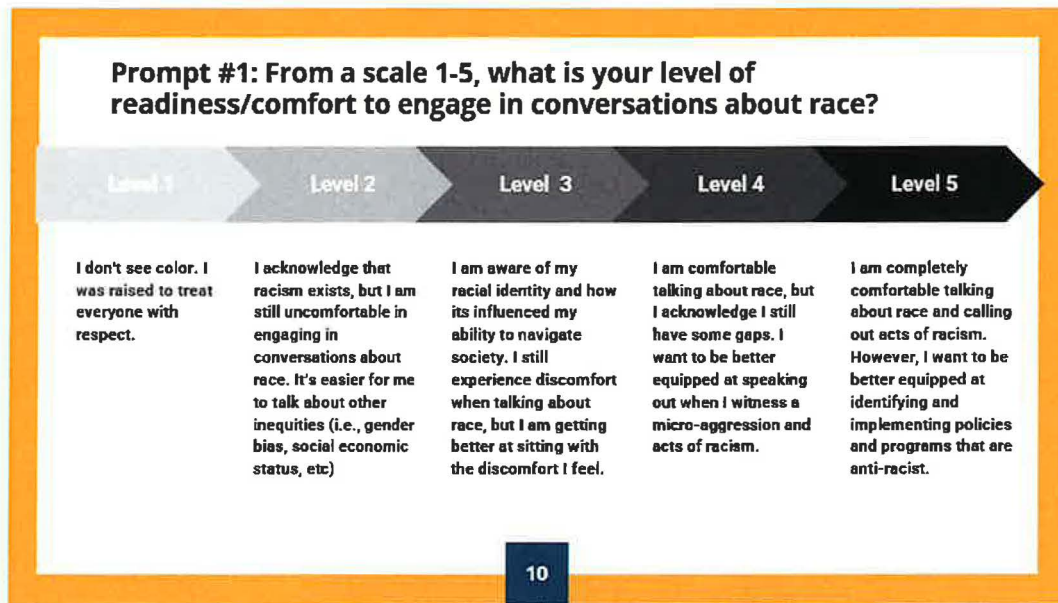 Prompt #1: From a scale 1-5, what is your level of
readiness/comfort to engage in conversations about race?
Level 1
Level 2
Level 3
Level 4
Level 5
I don't see color. I
was raised to treat
everyone with
respect.
I acknowledge that
racism exists, but I am
still uncomfortable in
engaging in
conversations about
race. It's easier for me
to talk about other
inequities (i.e., gender
bias, social economic
status, etc)
I am aware of my
racial identity and how
its influenced my
ability to navigate
society. I still
experience discomfort
when talking about
race, but I am getting
better at sitting with
the discomfort I feel.
I am comfortable
talking about race, but
I acknowledge I still
have some gaps. I
want to be better
equipped at speaking
out when I witness a
micro-aggression and
acts of racism.
I am completely
comfortable talking
about race and calling
out acts of racism.
However, I want to be
better equipped at
identifying and
implementing policies
and programs that are
anti-racist.
10